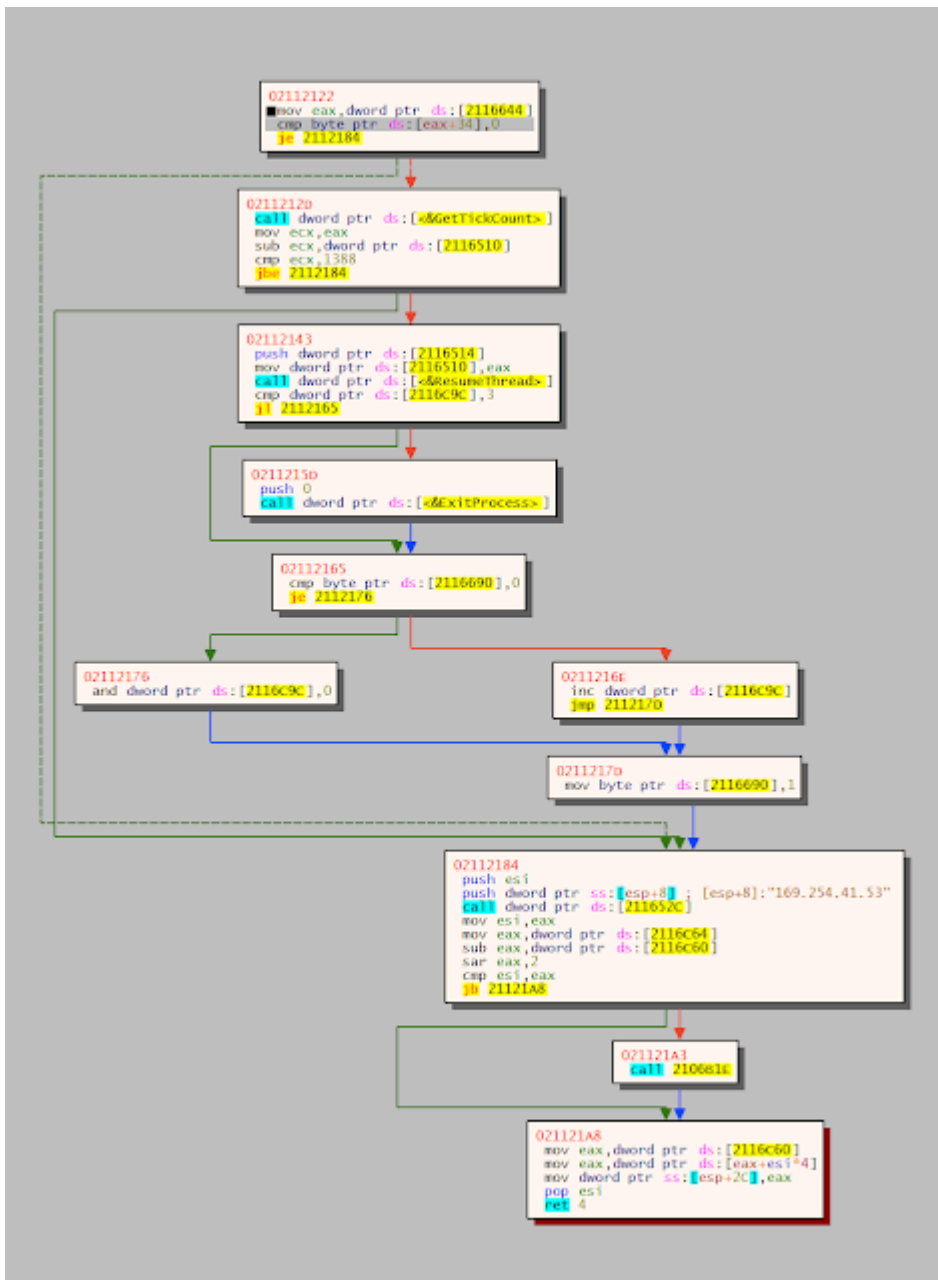 02112122
mov eax,dword ptr ds:[2116644]
cmp byte ptr ds:[eax+34],0
je 2112184
0211212D
call dword ptr ds:[<&GetTickCount>]
mov ecx,eax
sub ecx,dword ptr ds:[2116510]
cmp ecx,1388
jbe 2112184
02112143
push dword ptr ds:[2116514]
mov dword ptr ds:[2116510],eax
call dword ptr ds:[<&ResumeThread>]
cmp dword ptr ds:[2116C9C],3
jl 2112165
0211215D
push 0
call dword ptr ds:[<&ExitProcess>]
02112165
cmp byte ptr ds:[2116690],0
je 2112176
02112176
and dword ptr ds:[2116C9C],0
0211216E
inc dword ptr ds:[2116C9C]
jmp 211217D
0211217D
mov byte ptr ds:[2116690],1
02112184
push esi
push dword ptr ss:[esp+8] ; [esp+8]:"169.254.41.53"
call dword ptr ds:[211652C]
mov esi,eax
mov eax,dword ptr ds:[2116C64]
sub eax,dword ptr ds:[2116C60]
sar eax,2
cmp esi,eax
jb 21121A8
021121A3
call 2106B1E
021121A8
mov eax,dword ptr ds:[2116C60]
mov eax,dword ptr ds:[eax+esi*4]
mov dword ptr ss:[esp+2C],eax
pop esi
ret 4